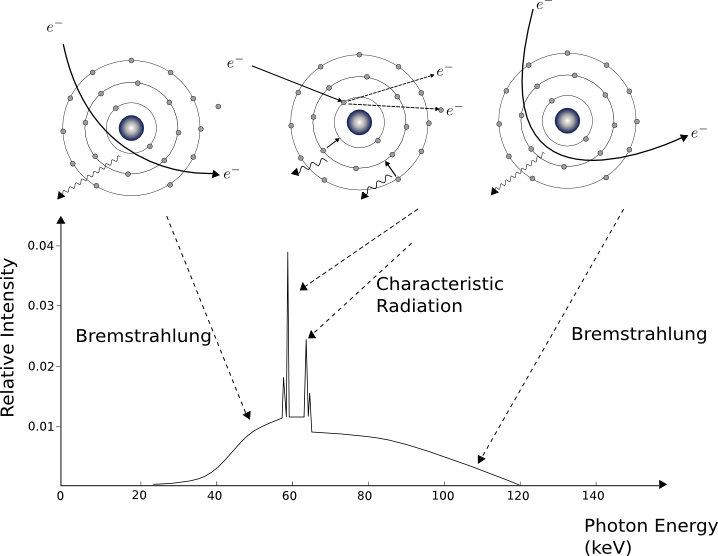 e−
e−
e−
e−
e−
e−
e−
0.04
0.03
0.02
0.01
Relative Intensity
Characteristic
Radiation
Bremstrahlung
Bremstrahlung
0
20
40
60
80
100
120
140
Photon Energy
(keV)